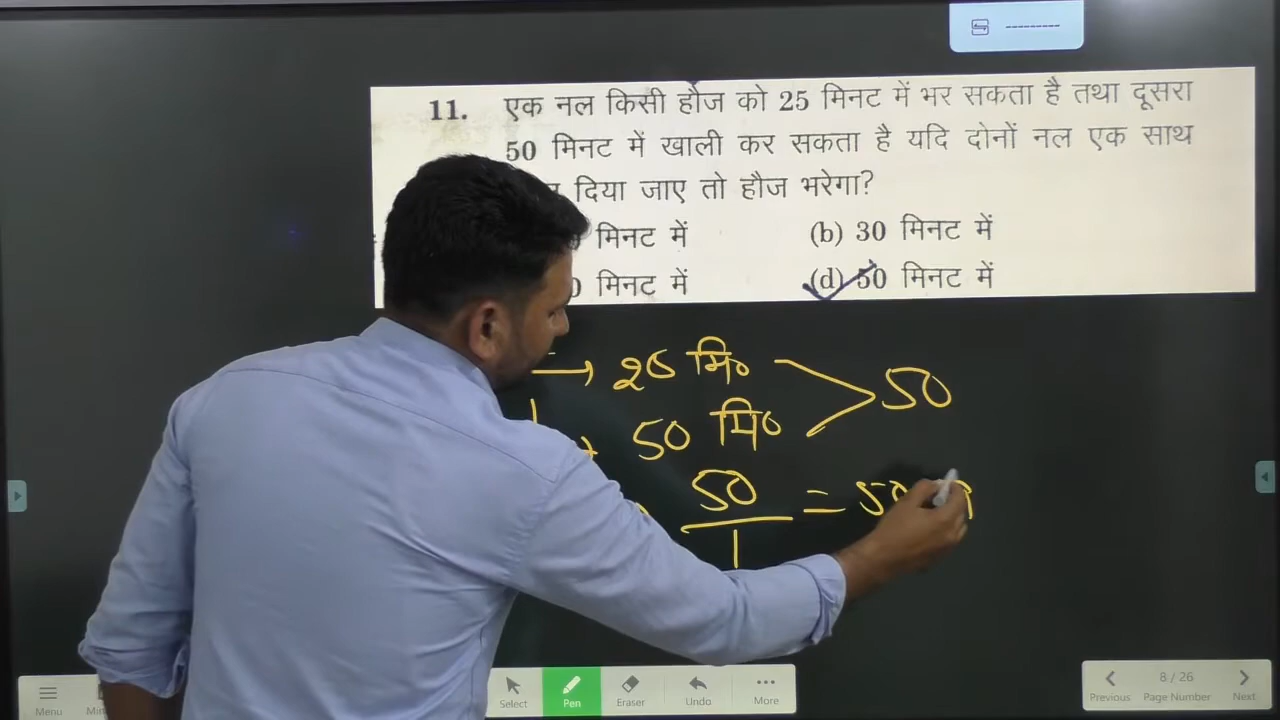 ---------
11. एक नल किसी हौज को 25 मिनट में भर सकता है तथा दूसरा
50 मिनट में खाली कर सकता है यदि दोनों नल एक साथ
दिया जाए तो हौज भरेगा?
मिनट में (b) 30 मिनट में
मिनट में (d) 50 मिनट में
→ 25 मि० 50
50 मि०
50
= 50
1
Menu Select Pen Eraser Undo More Previous 8 / 26 Page Number Next